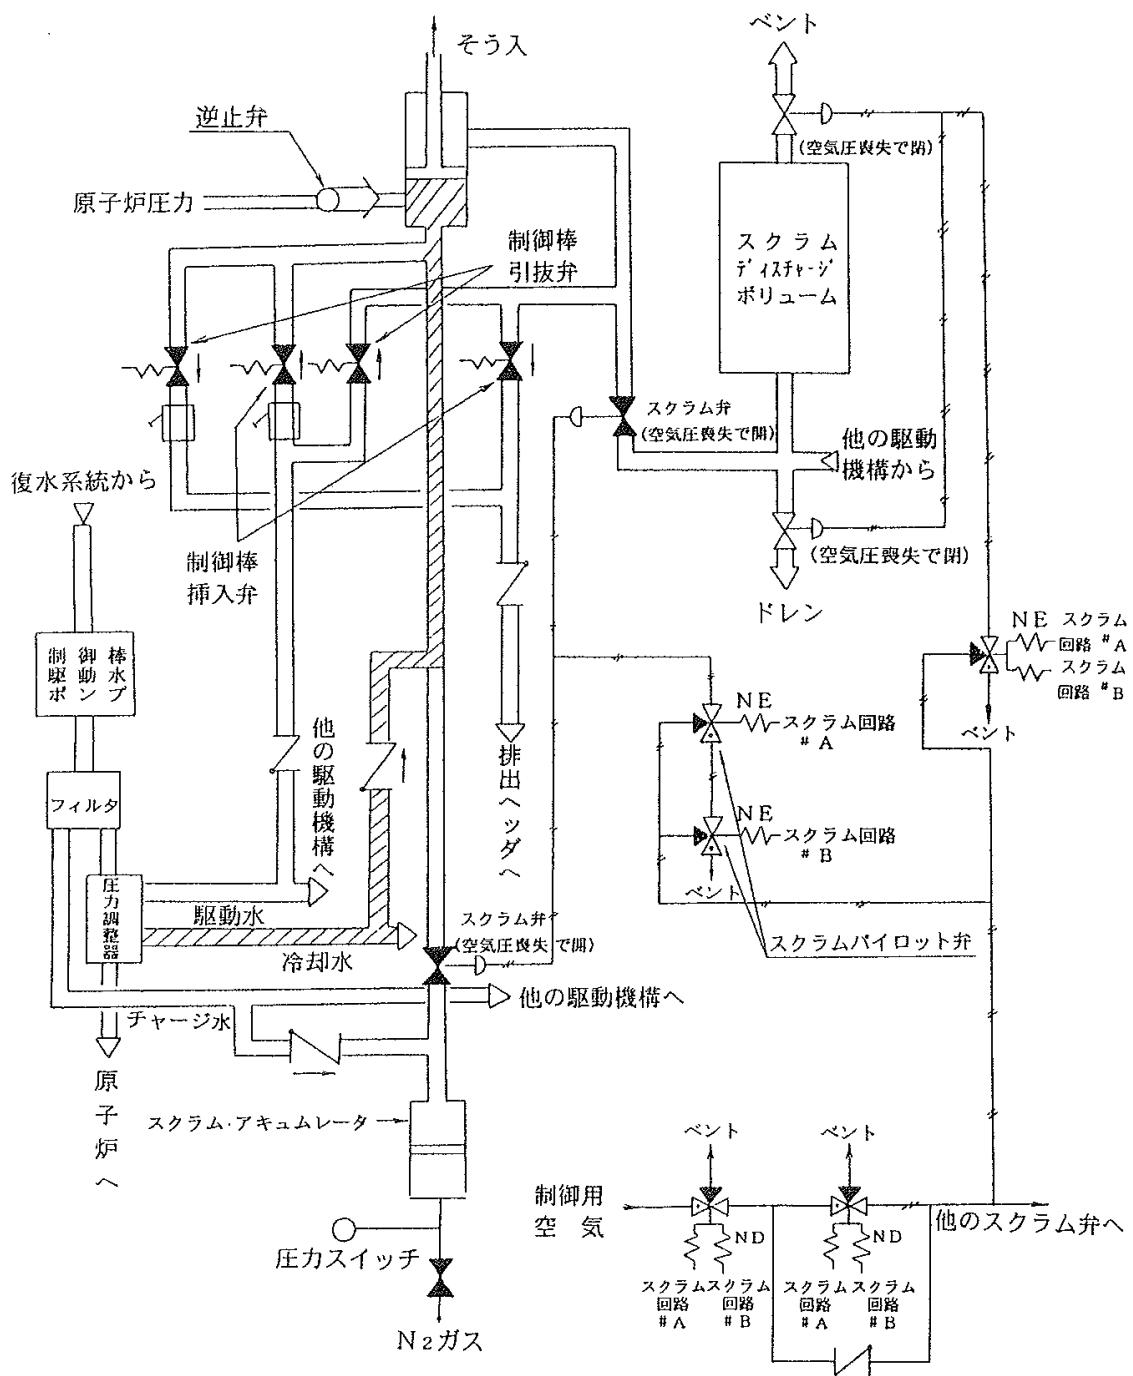 そう入
ベント
逆止弁
(空気圧喪失で閉)
原子炉圧力
制御棒
引抜弁
スクラム
ディスチャージ
ボリューム
スクラム弁
(空気圧喪失で開)
他の駆動
機構から
復水系統から
制御棒
挿入弁
(空気圧喪失で閉)
ドレン
制御棒
駆動水
ポンプ
NE
スクラム
回路 #A
スクラム
回路 #B
ベント
他の駆動機構へ
排出ヘッダへ
NE
スクラム回路
#A
NE
スクラム回路
#B
ベント
フィルタ
圧力調整器
駆動水
冷却水
スクラム弁
(空気圧喪失で開)
スクラムパイロット弁
他の駆動機構へ
チャージ水
原子炉へ
スクラム・アキュムレータ
ベント
ベント
制御用
空気
他のスクラム弁へ
圧力スイッチ
ND
ND
スクラム
回路
#A
スクラム
回路
#B
スクラム
回路
#A
スクラム
回路
#B
N2ガス